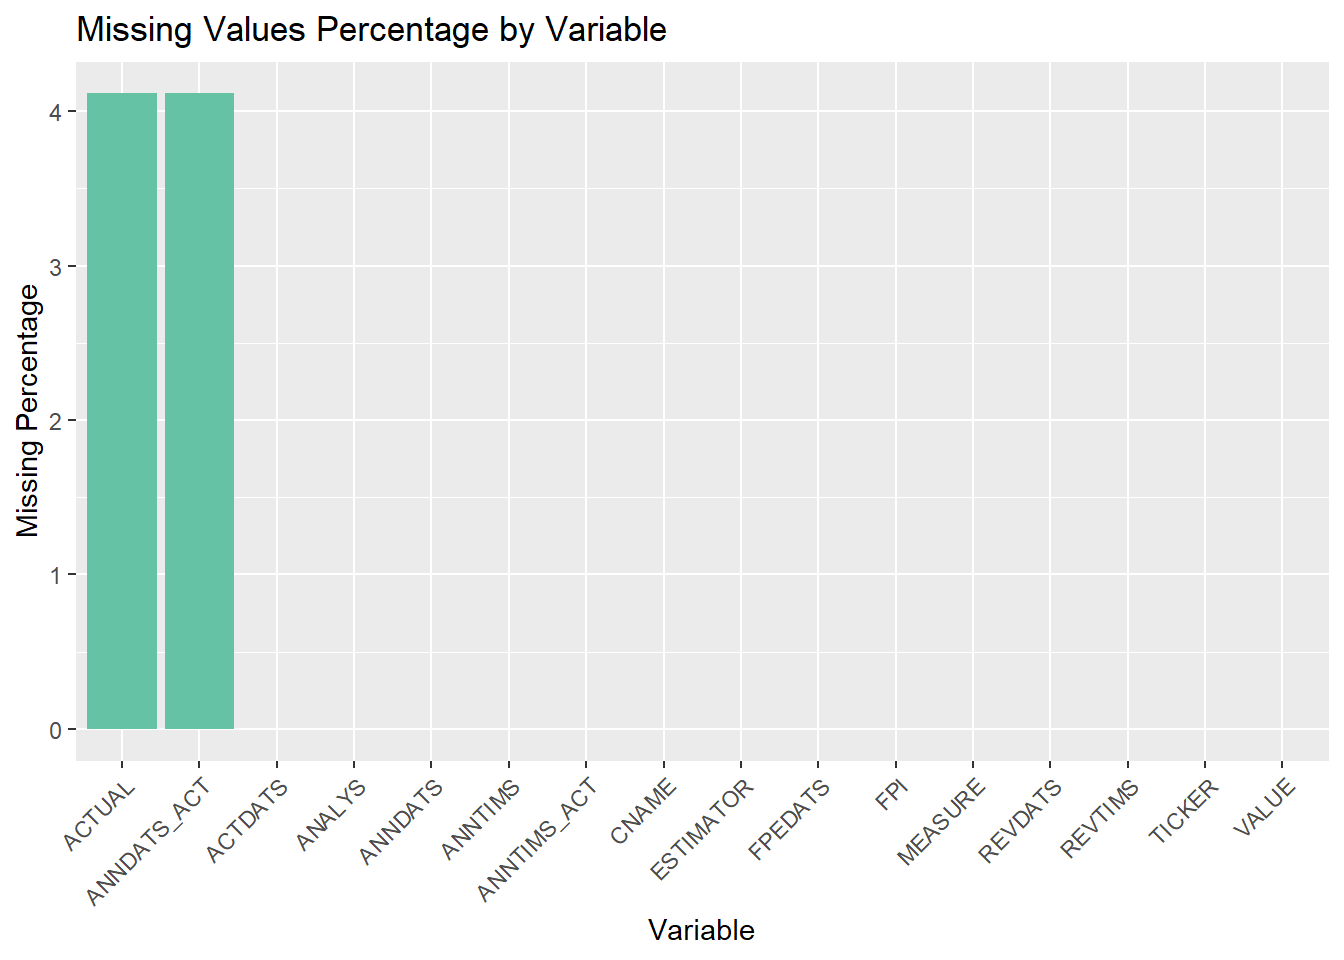 Missing Values Percentage by Variable
Missing Percentage
4
3
2
1
0
ACTUAL
ANNDATS_ACT
ACTDATS
ANALYS
ANNDATS
ANNTIMS
ANNTIMS_ACT
CNAME
ESTIMATOR
FPEDATS
FPI
MEASURE
REVDATS
REVTIMS
TICKER
VALUE
Variable